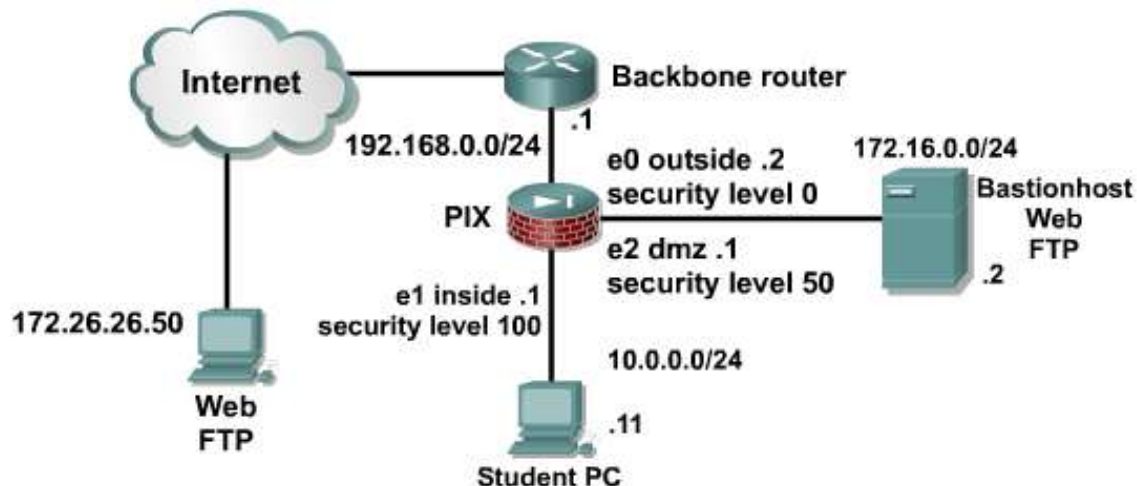 Internet
Backbone router
.1
192.168.0.0/24
e0 outside .2
security level 0
172.16.0.0/24
Bastionhost
Web
FTP
.2
PIX
e2 dmz .1
security level 50
e1 inside .1
security level 100
172.26.26.50
Web
FTP
10.0.0.0/24
.11
Student PC